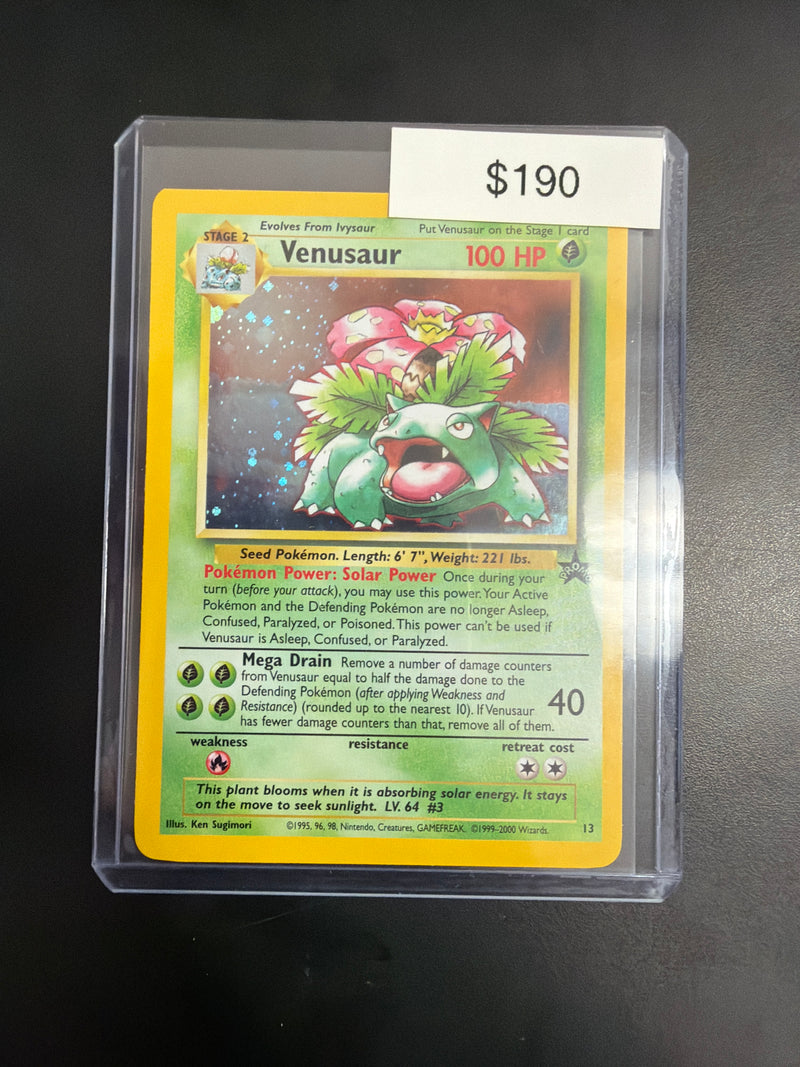 $190
Evolves From Ivysaur
Put Venusaur on the Stage 1 card
STAGE 2
Venusaur
100 HP
Seed Pokémon. Length: 6' 7", Weight: 221 lbs.
PROMO
Pokémon Power: Solar Power Once during your
turn (before your attack), you may use this power. Your Active
Pokémon and the Defending Pokémon are no longer Asleep,
Confused, Paralyzed, or Poisoned. This power can't be used if
Venusaur is Asleep, Confused, or Paralyzed.
Mega Drain Remove a number of damage counters
from Venusaur equal to half the damage done to the
Defending Pokémon (after applying Weakness and
Resistance) (rounded up to the nearest 10). If Venusaur
has fewer damage counters than that, remove all of them.
40
weakness
resistance
retreat cost
This plant blooms when it is absorbing solar energy. It stays
on the move to seek sunlight. LV. 64 #3
Illus. Ken Sugimori
©1995, 96, 98, Nintendo, Creatures, GAMEFREAK. ©1999-2000 Wizards.
13